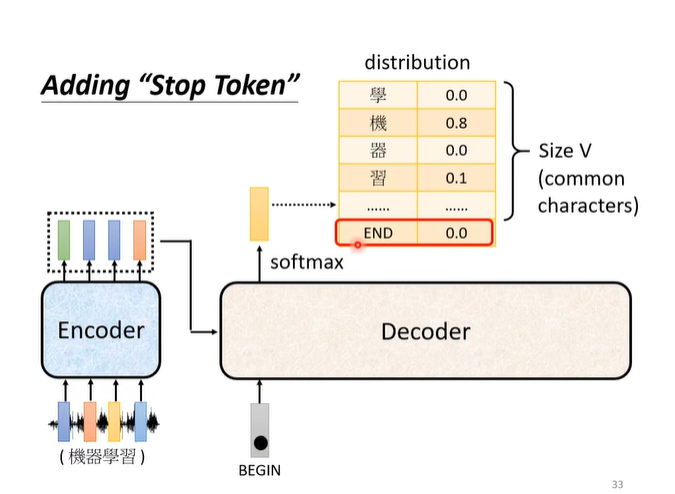 Adding “Stop Token”
distribution
學 0.0
機 0.8
器 0.0
習 0.1
...... ......
END 0.0
Size V
(common
characters)
softmax
Encoder
Decoder
( 機器學習 )
BEGIN
33